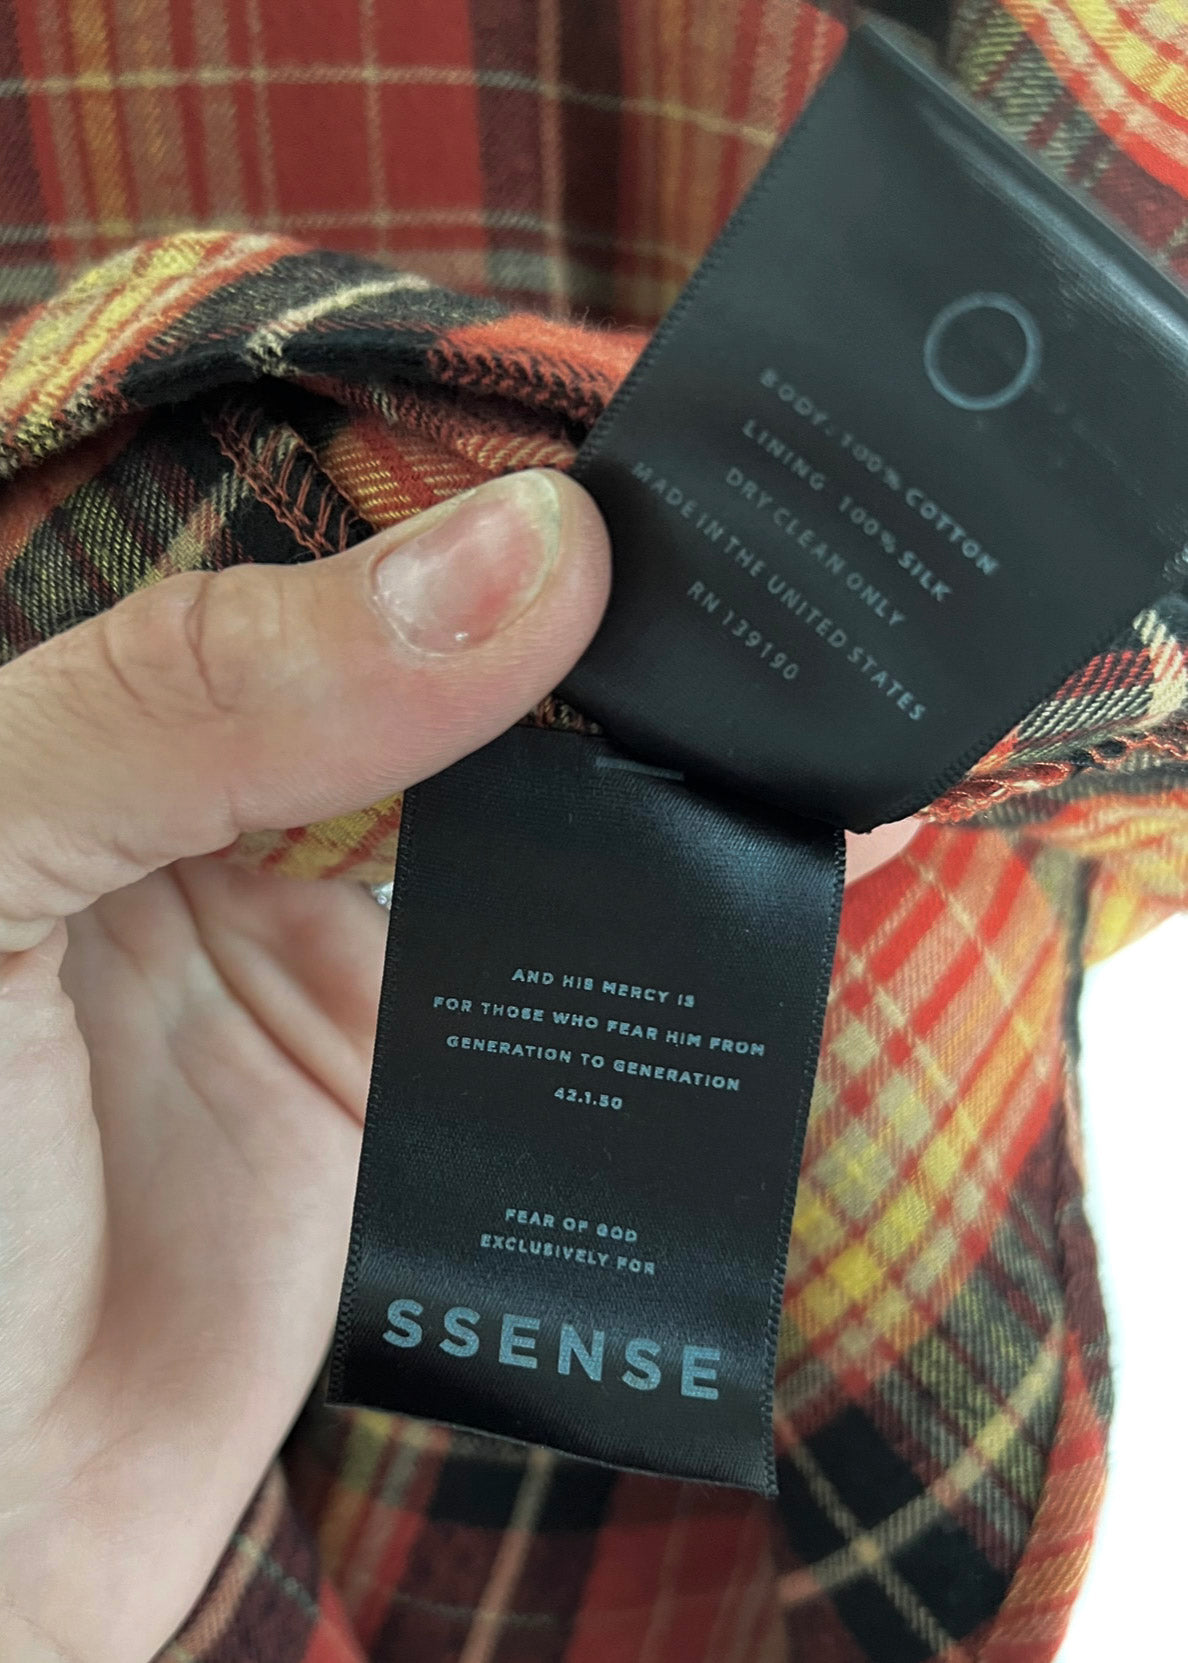 BODY: 100% COTTON
LINING 100% SILK
DRY CLEAN ONLY
MADE IN THE UNITED STATES
RN 139190
AND HIS MERCY IS
FOR THOSE WHO FEAR HIM FROM
GENERATION TO GENERATION
42.1.50
FEAR OF GOD
EXCLUSIVELY FOR
SSENSE